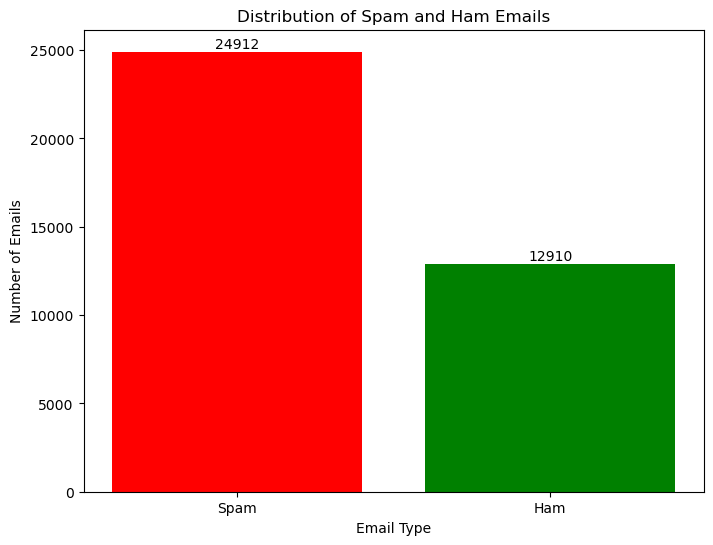 Distribution of Spam and Ham Emails
24912
12910
25000
20000
15000
10000
5000
0
Number of Emails
Spam
Ham
Email Type